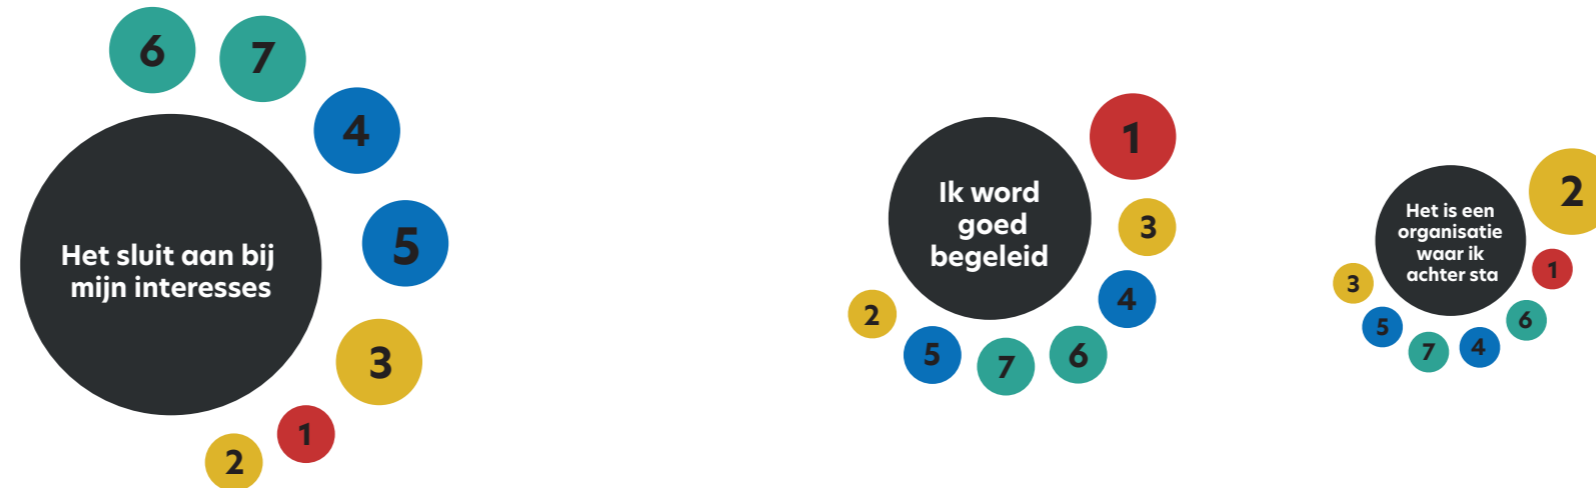 6
7
4
5
3
1
2
Het sluit aan bij
mijn interesses
1
3
4
6
7
5
2
Ik word
goed
begeleid
2
1
6
4
7
5
3
Het is een
organisatie
waar ik
achter sta